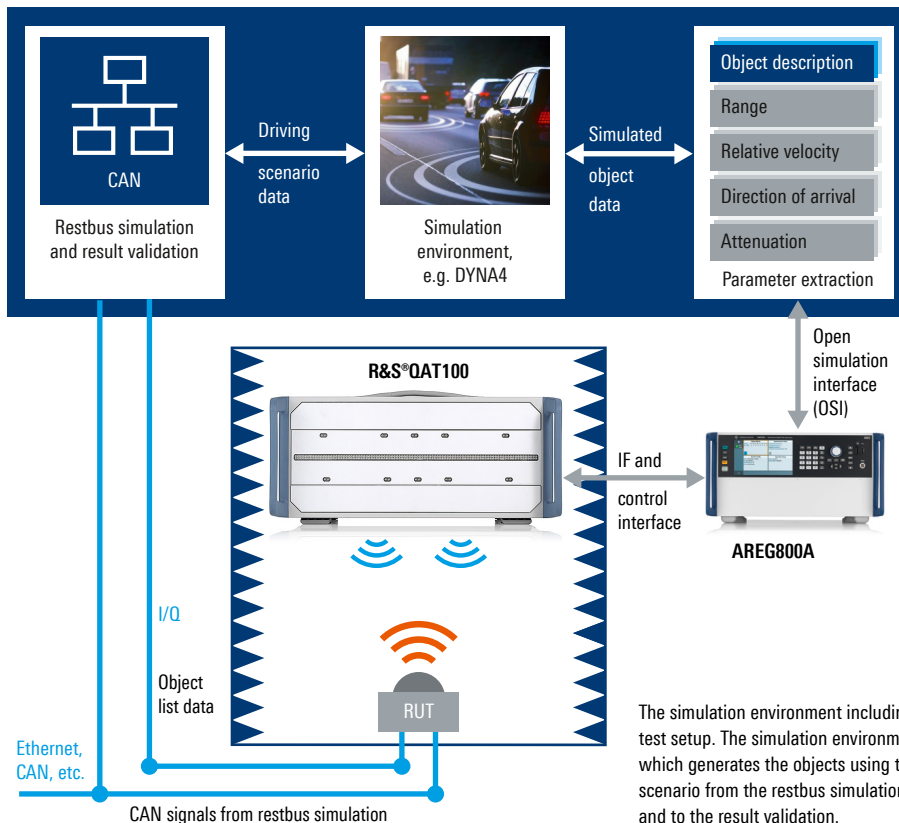 CAN
Restbus simulation
and result validation
Driving
scenario
data
Simulation
environment,
e.g. DYNA4
Simulated
object
data
Object description
Range
Relative velocity
Direction of arrival
Attenuation
Parameter extraction
Open
simulation
interface
(OSI)
R&S®QAT100
IF and
control
interface
AREG800A
I/Q
Object
list data
RUT
Ethernet,
CAN, etc.
CAN signals from restbus simulation
The simulation environment includin
test setup. The simulation environm
which generates the objects using t
scenario from the restbus simulation
and to the result validation.